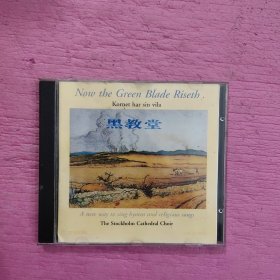 Now the Green Blade Riseth.
Kornet har sin vila
黑教堂
A new way to sing hymns and religious songs
The Stockholm Cathedral Choir